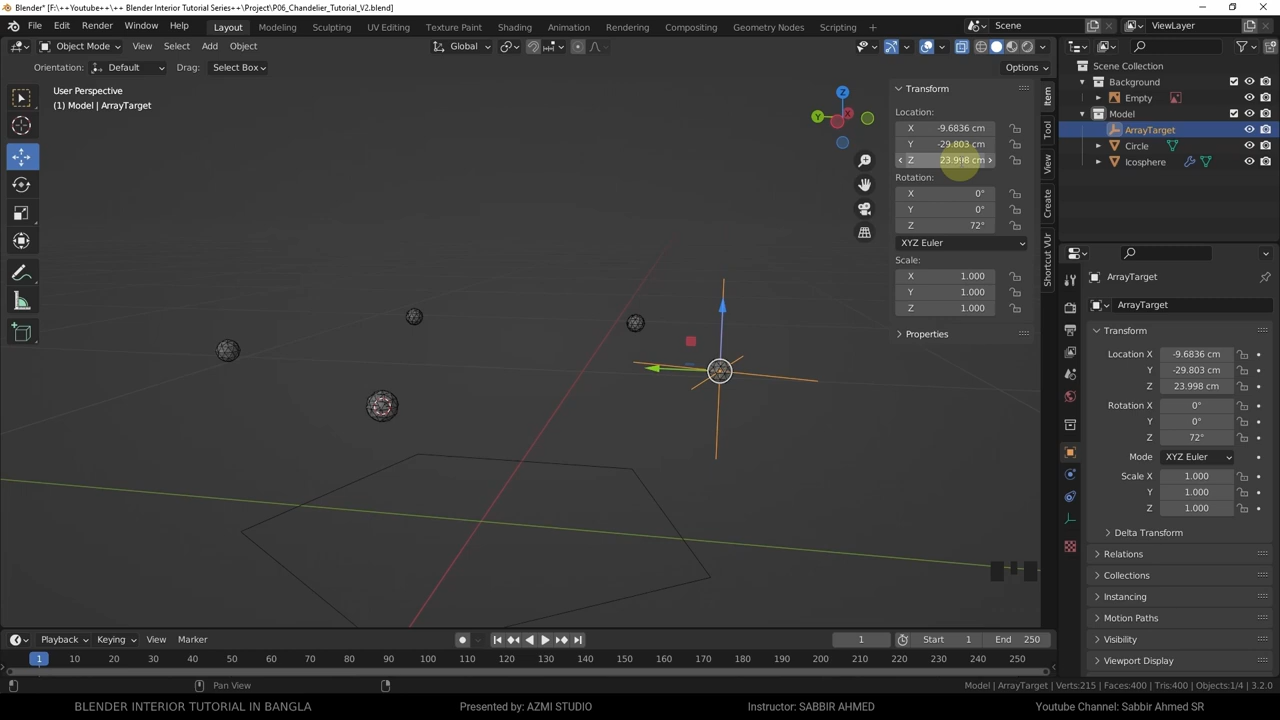 Blender* [F:\++Youtube++\++ Blender Interior Tutorial Series++\Project\P06_Chandelier_Tutorial_V2.blend]
File Edit Render Window Help Layout Modeling Sculpting UV Editing Texture Paint Shading Animation Rendering Compositing Geometry Nodes Scripting + Scene ViewLayer
Object Mode View Select Add Object Global Options
Orientation: Default Drag: Select Box
User Perspective
(1) Model | ArrayTarget
Transform
Location:
X -9.6836 cm
Y -29.803 cm
Z 23.998 cm
Rotation:
X 0°
Y 0°
Z 72°
XYZ Euler
Scale:
X 1.000
Y 1.000
Z 1.000
Properties
Item
Tool
View
Create
Shortcut VUr
Z
Y
X
Scene Collection
Background
Empty
Model
ArrayTarget
Circle
Icosphere
ArrayTarget
ArrayTarget
Transform
Location X -9.6836 cm
Y -29.803 cm
Z 23.998 cm
Rotation X 0°
Y 0°
Z 72°
Mode XYZ Euler
Scale X 1.000
Y 1.000
Z 1.000
Delta Transform
Relations
Collections
Instancing
Motion Paths
Visibility
Viewport Display
Playback Keying View Marker 1 Start 1 End 250
1 10 20 30 40 50 60 70 80 90 100 110 120 130 140 150 160 170 180 190 200 210 220 230 240 250
Pan View
Model | ArrayTarget | Verts:215 | Faces:400 | Tris:400 | Objects:1/4 | 3.2.0
BLENDER INTERIOR TUTORIAL IN BANGLA Presented by: AZMI STUDIO Instructor: SABBIR AHMED Youtube Channel: Sabbir Ahmed SR